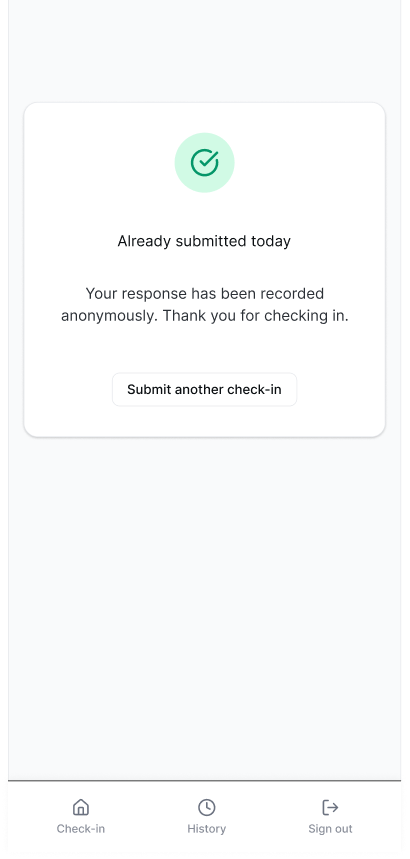 Already submitted today
Your response has been recorded
anonymously. Thank you for checking in.
Submit another check-in
Check-in
History
Sign out